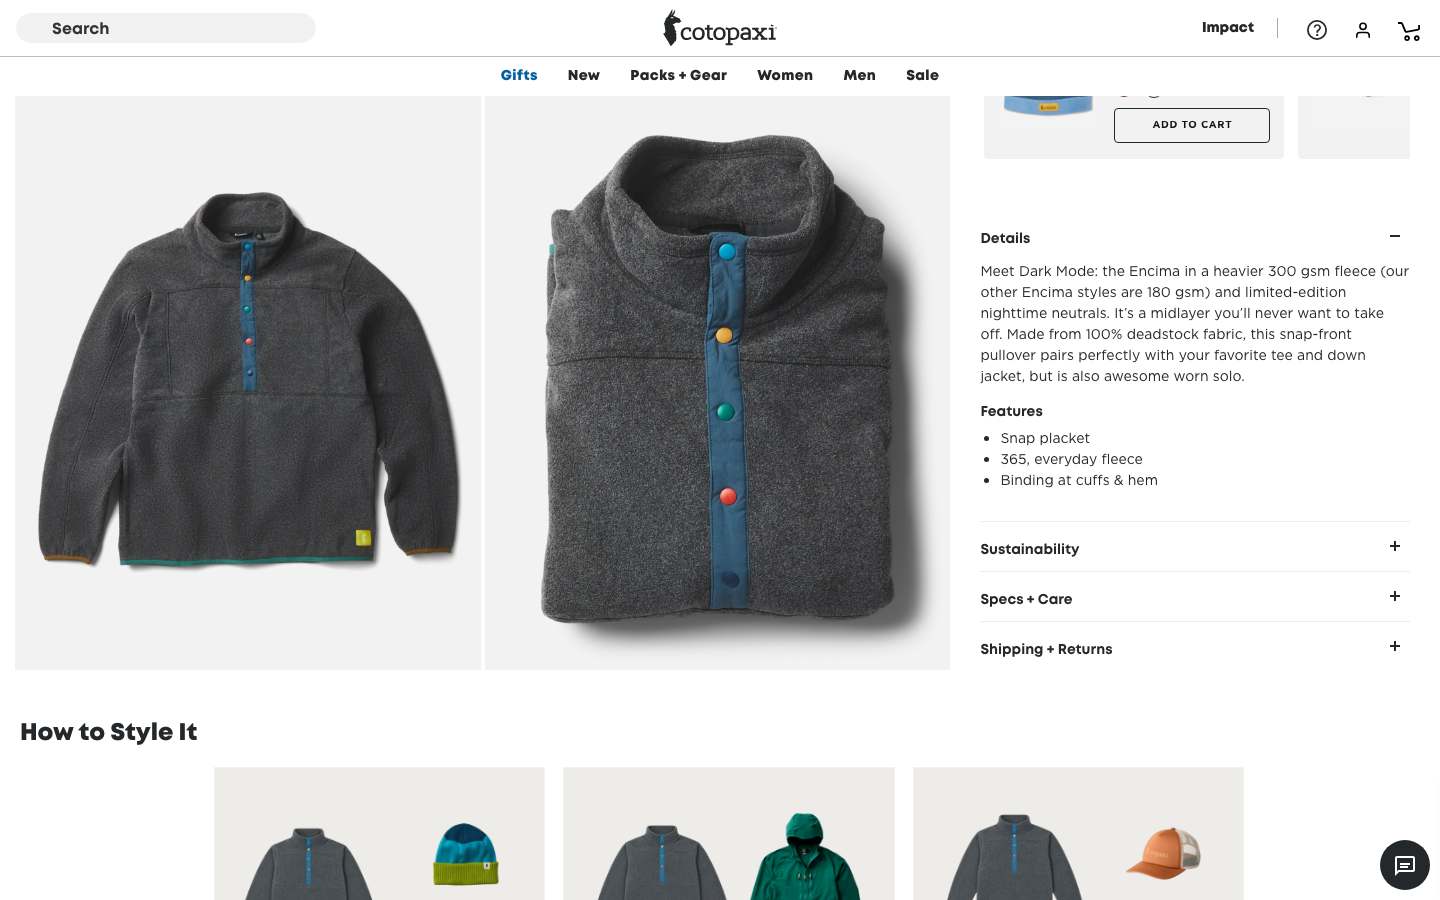 Search
cotopaxi
Impact
Gifts
New
Packs + Gear
Women
Men
Sale
ADD TO CART
Details
Meet Dark Mode: the Encima in a heavier 300 gsm fleece (our
other Encima styles are 180 gsm) and limited-edition
nighttime neutrals. It’s a midlayer you’ll never want to take
off. Made from 100% deadstock fabric, this snap-front
pullover pairs perfectly with your favorite tee and down
jacket, but is also awesome worn solo.
Features
Snap placket
365, everyday fleece
Binding at cuffs & hem
Sustainability
Specs + Care
Shipping + Returns
How to Style It